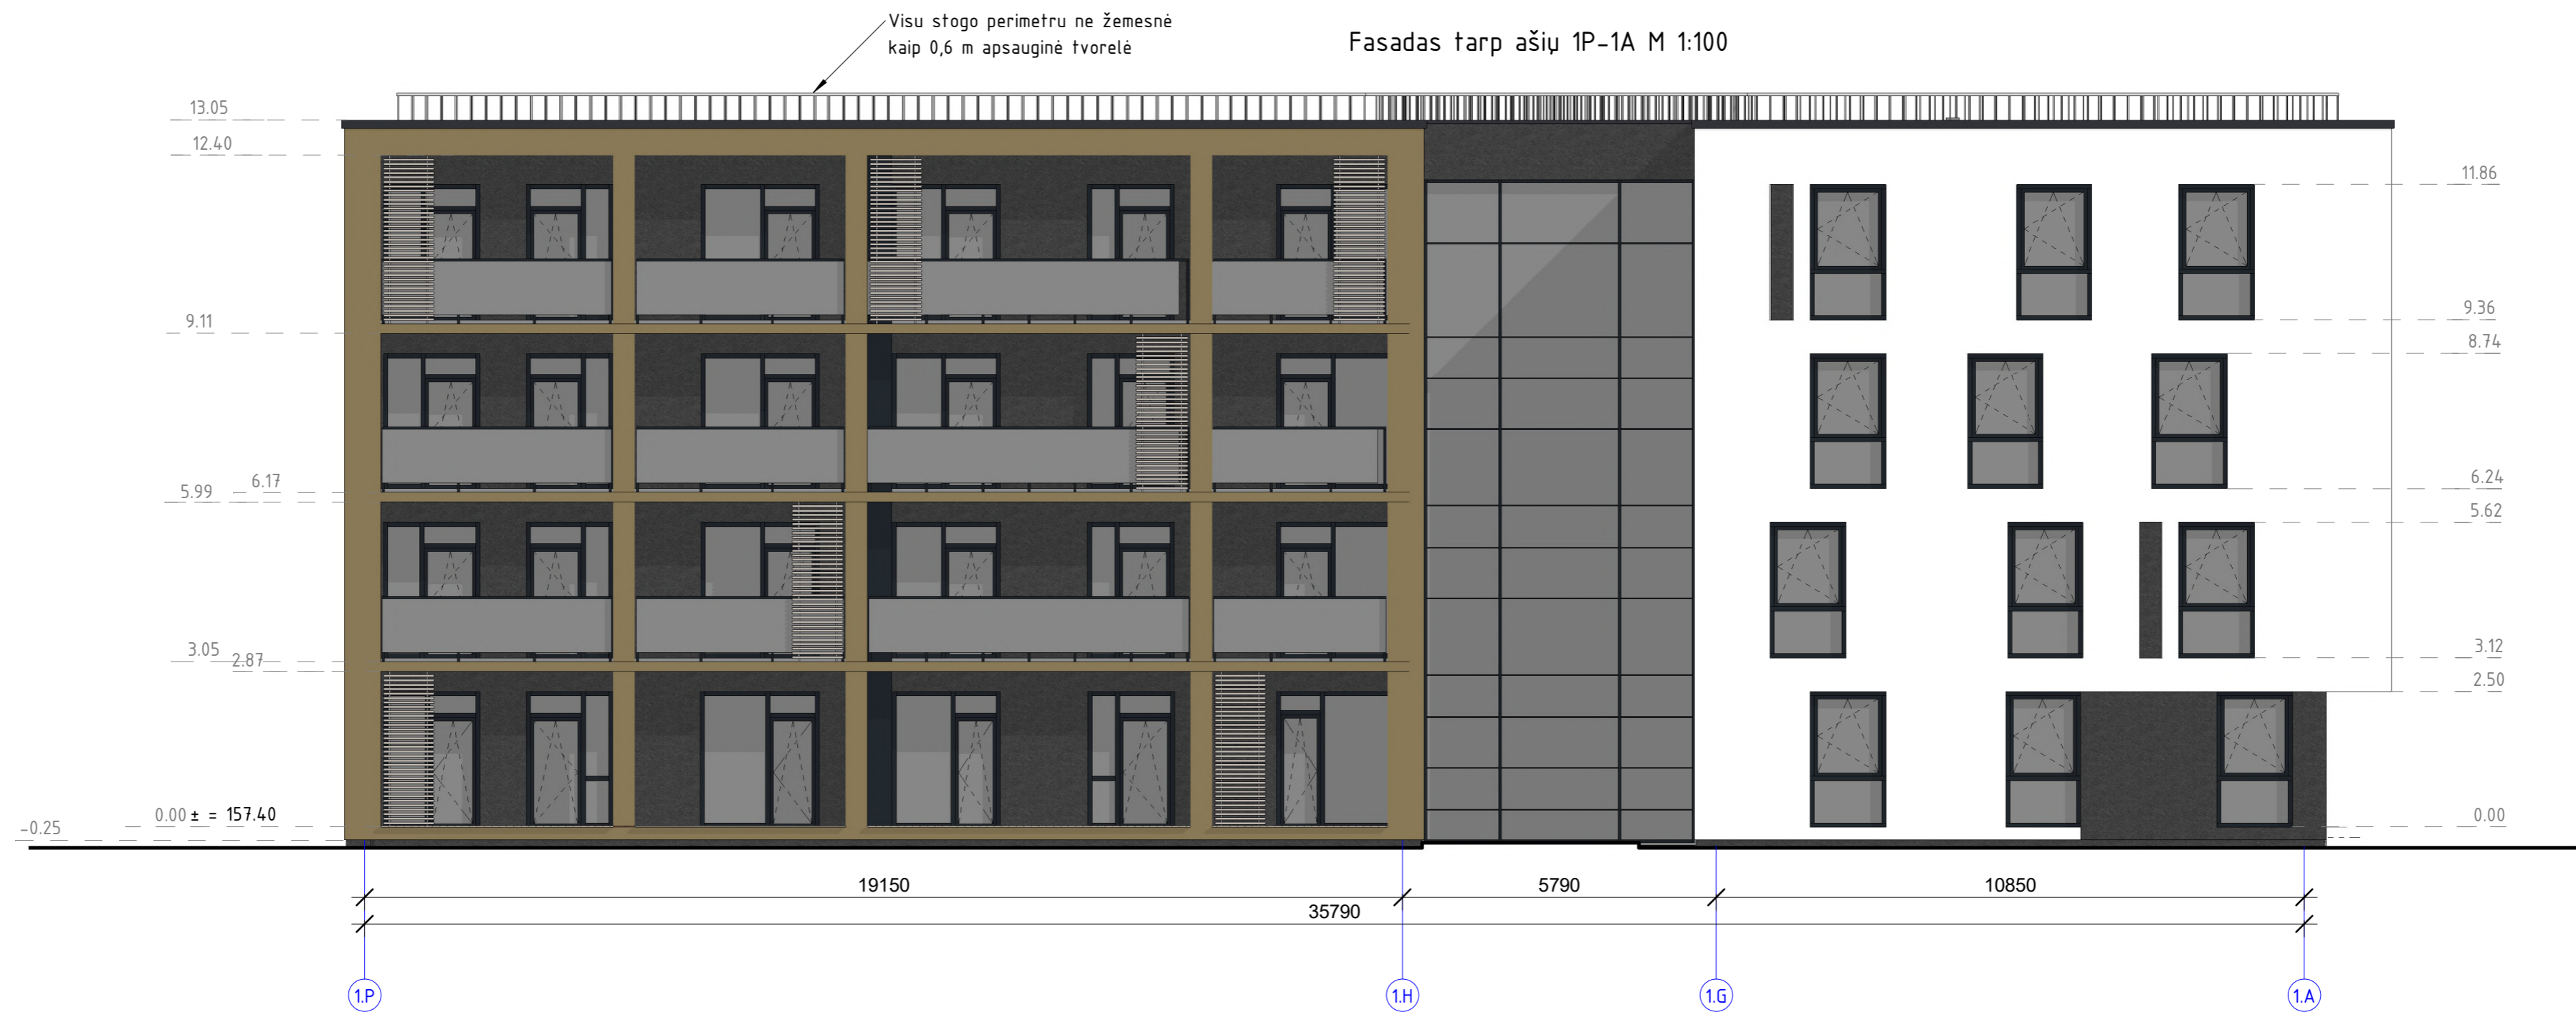 Visu stogo perimetru ne žemesnė
kaip 0,6 m apsauginė tvorelė
Fasadas tarp ašių 1P-1A M 1:100
13.05
12.40
11.86
9.11
9.36
8.74
6.17
5.99
6.24
5.62
3.05
2.87
3.12
2.50
0.00 ± = 157.40
-0.25
0.00
19150
5790
10850
35790
1.P
1.H
1.G
1.A